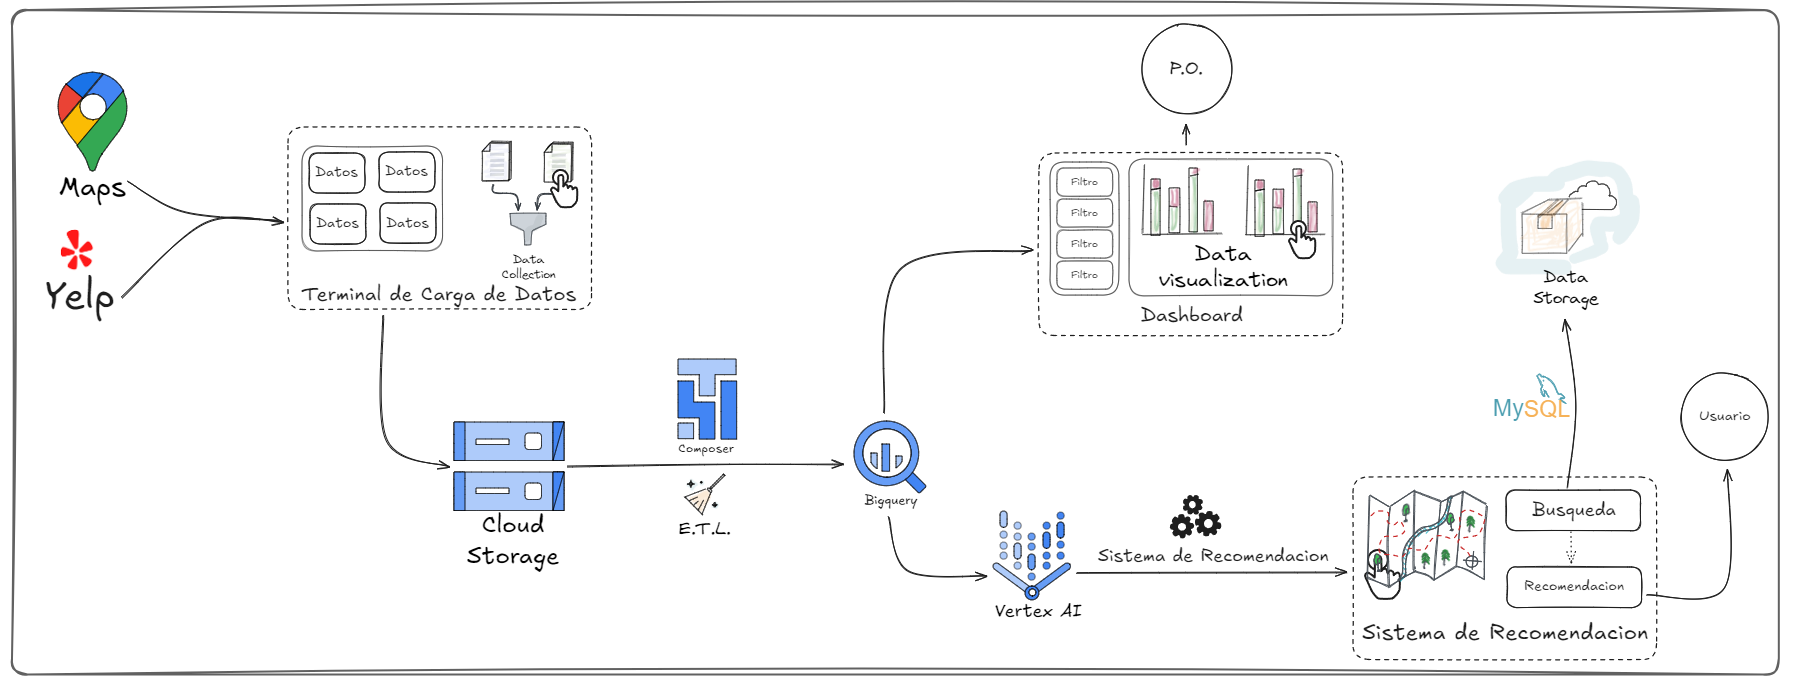 Maps
Yelp
Datos
Datos
Datos
Datos
Data
Collection
Terminal de Carga de Datos
Cloud
Storage
Composer
E.T.L.
Bigquery
P.O.
Filtro
Filtro
Filtro
Filtro
Data
visualization
Dashboard
Vertex AI
Sistema de Recomendacion
Data
Storage
MySQL
Usuario
Busqueda
Recomendacion
Sistema de Recomendacion